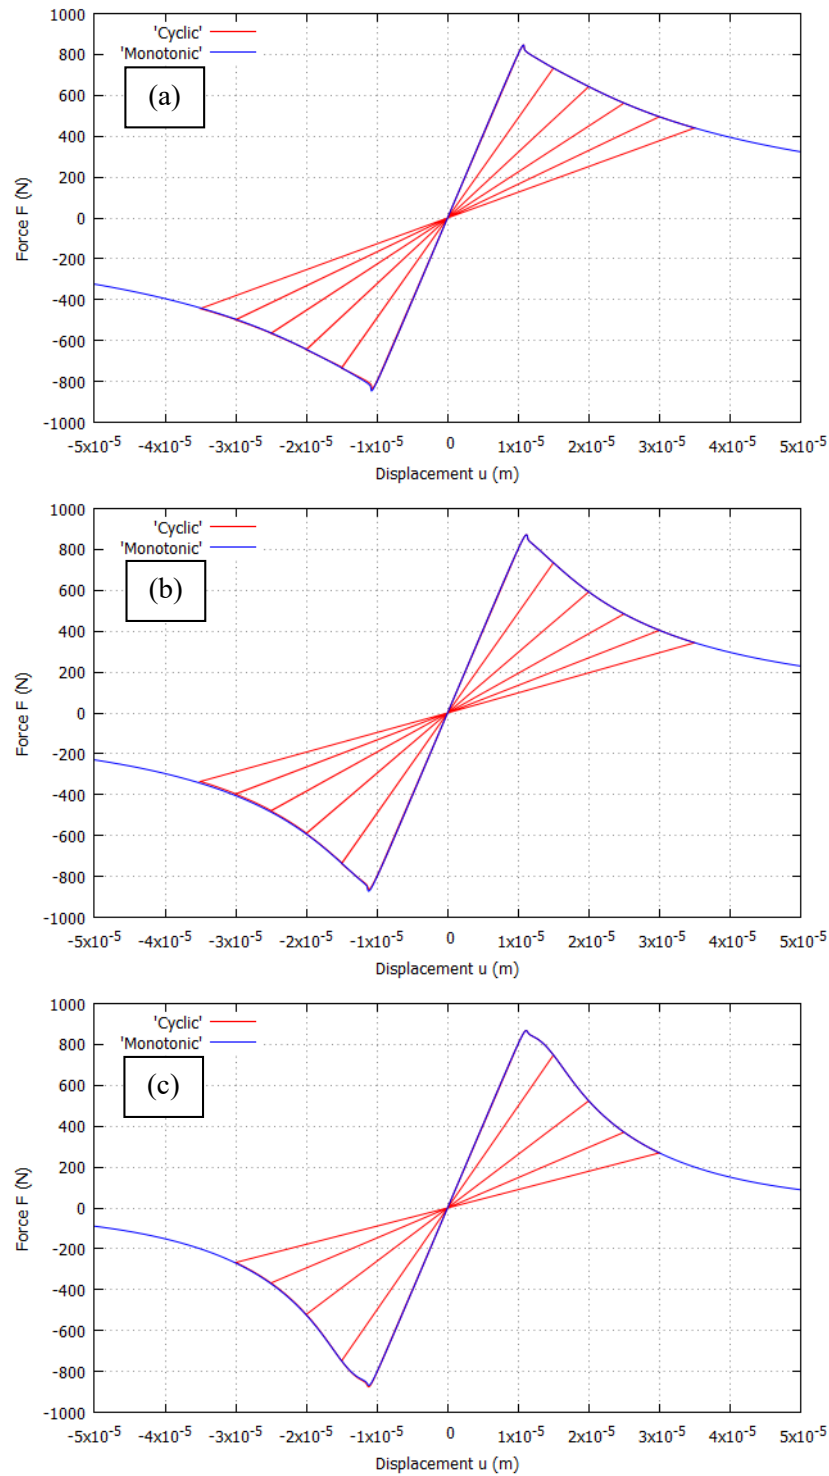 1000
800
600
400
200
0
-200
-400
-600
-800
-1000
Force F (N)
'Cyclic'
'Monotonic'
(a)
-5x10⁻⁵ -4x10⁻⁵ -3x10⁻⁵ -2x10⁻⁵ -1x10⁻⁵ 0 1x10⁻⁵ 2x10⁻⁵ 3x10⁻⁵ 4x10⁻⁵ 5x10⁻⁵
Displacement u (m)
1000
800
600
400
200
0
-200
-400
-600
-800
-1000
Force F (N)
'Cyclic'
'Monotonic'
(b)
-5x10⁻⁵ -4x10⁻⁵ -3x10⁻⁵ -2x10⁻⁵ -1x10⁻⁵ 0 1x10⁻⁵ 2x10⁻⁵ 3x10⁻⁵ 4x10⁻⁵ 5x10⁻⁵
Displacement u (m)
1000
800
600
400
200
0
-200
-400
-600
-800
-1000
Force F (N)
'Cyclic'
'Monotonic'
(c)
-5x10⁻⁵ -4x10⁻⁵ -3x10⁻⁵ -2x10⁻⁵ -1x10⁻⁵ 0 1x10⁻⁵ 2x10⁻⁵ 3x10⁻⁵ 4x10⁻⁵ 5x10⁻⁵
Displacement u (m)